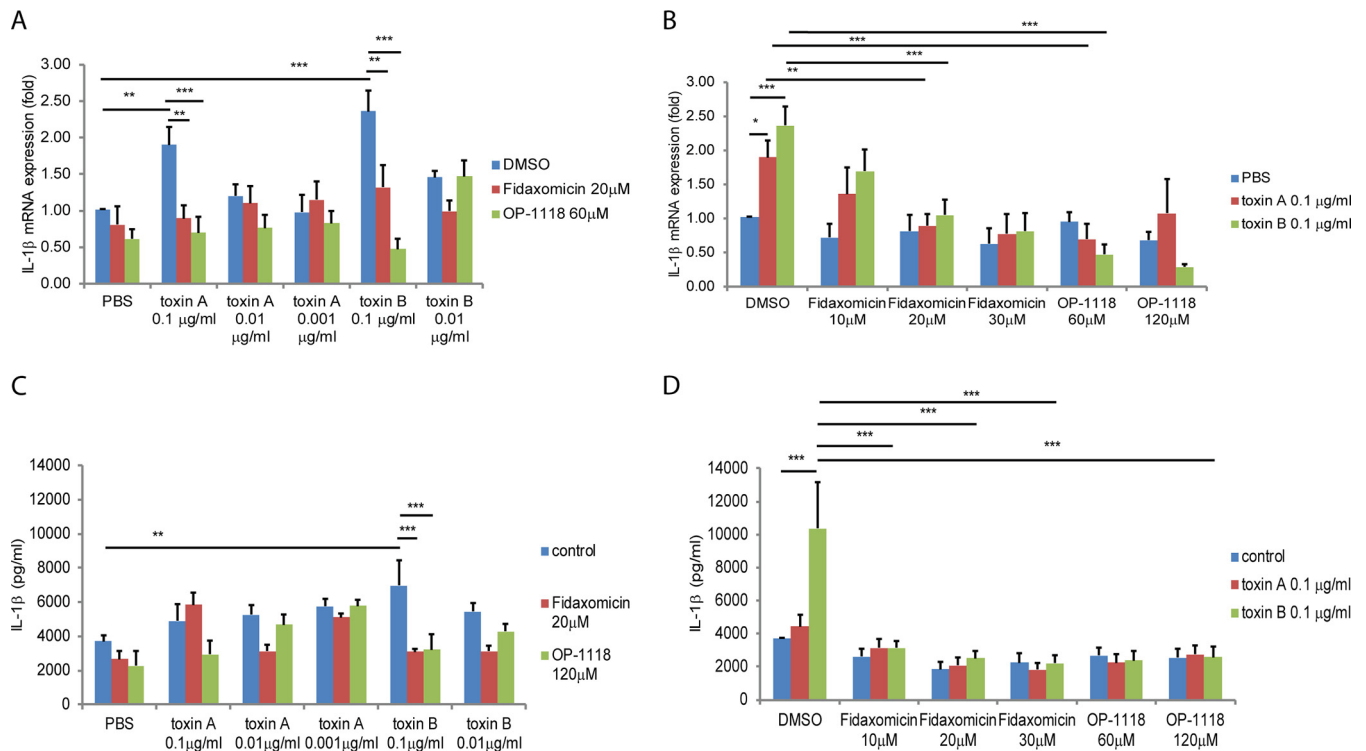 A
***
***
**
***
**
***
**
IL-1β mRNA expression (fold)
3.00
2.50
2.00
1.50
1.00
0.50
0.00
PBS
toxin A
0.1 µg/ml
toxin A
0.01
µg/ml
toxin A
0.001
µg/ml
toxin B
0.1 µg/ml
toxin B
0.01
µg/ml
DMSO
Fidaxomicin 20µM
OP-1118 60µM
B
***
***
***
**
***
*
IL-1β mRNA expression (fold)
3.00
2.50
2.00
1.50
1.00
0.50
0.00
DMSO
Fidaxomicin
10µM
Fidaxomicin
20µM
Fidaxomicin
30µM
OP-1118
60µM
OP-1118
120µM
PBS
toxin A 0.1 µg/ml
toxin B 0.1 µg/ml
C
***
***
**
IL-1β (pg/ml)
14000
12000
10000
8000
6000
4000
2000
0
PBS
toxin A
0.1µg/ml
toxin A
0.01µg/ml
toxin A
0.001µg/ml
toxin B
0.1µg/ml
toxin B
0.01µg/ml
control
Fidaxomicin
20µM
OP-1118
120µM
D
***
***
***
***
***
IL-1β (pg/ml)
14000
12000
10000
8000
6000
4000
2000
0
DMSO
Fidaxomicin
10µM
Fidaxomicin
20µM
Fidaxomicin
30µM
OP-1118
60µM
OP-1118
120µM
control
toxin A 0.1 µg/ml
toxin B 0.1 µg/ml